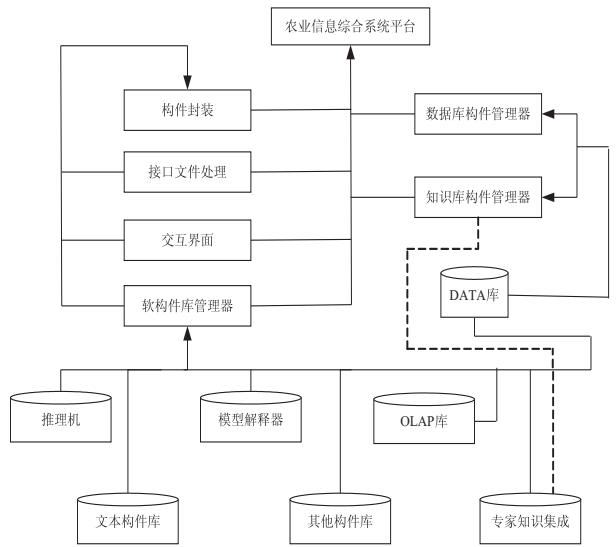 农业信息综合系统平台
构件封装
数据库构件管理器
接口文件处理
知识库构件管理器
交互界面
DATA库
软构件库管理器
推理机
模型解释器
OLAP库
文本构件库
其他构件库
专家知识集成